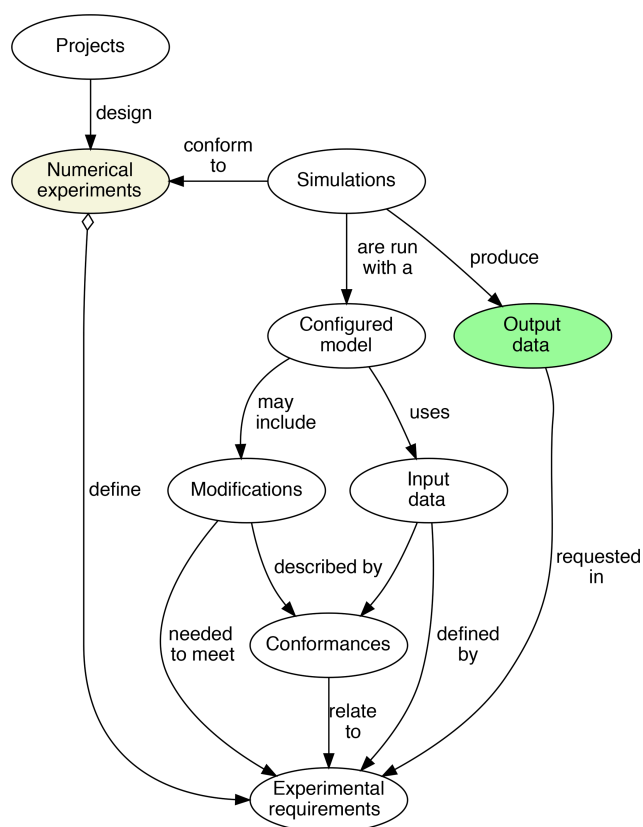 Projects
design
Numerical
experiments
conform
to
Simulations
are run
with a
produce
Configured
model
Output
data
may
include
uses
Modifications
Input
data
define
described by
requested
in
needed
to meet
Conformances
defined
by
relate
to
Experimental
requirements